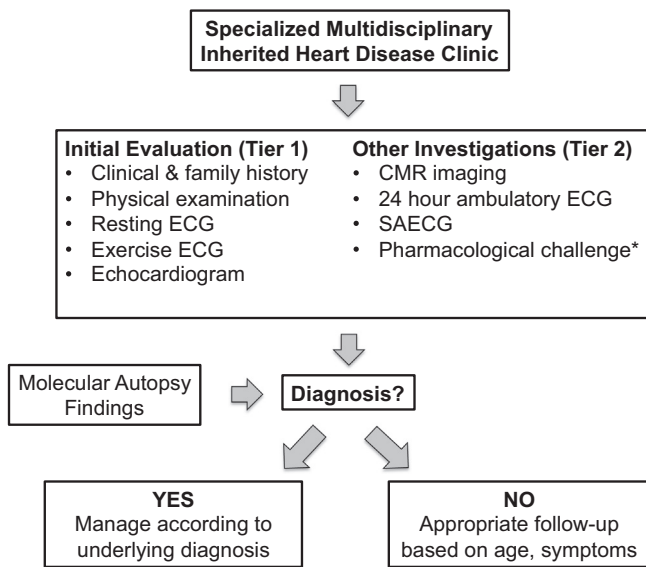 Specialized Multidisciplinary
Inherited Heart Disease Clinic
Initial Evaluation (Tier 1)
• Clinical & family history
• Physical examination
• Resting ECG
• Exercise ECG
• Echocardiogram
Other Investigations (Tier 2)
• CMR imaging
• 24 hour ambulatory ECG
• SAECG
• Pharmacological challenge*
Molecular Autopsy
Findings
Diagnosis?
YES
Manage according to
underlying diagnosis
NO
Appropriate follow-up
based on age, symptoms